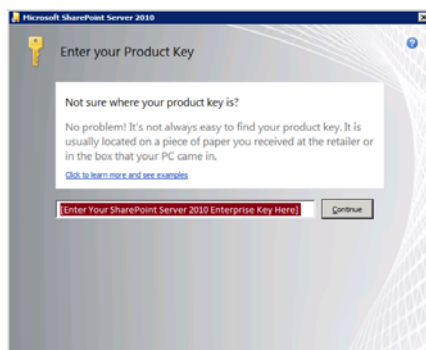 Microsoft SharePoint Server 2010
Enter your Product Key
Not sure where your product key is?
No problem! It's not always easy to find your product key. It is
usually located on a piece of paper you received at the retailer or
in the box that your PC came in.
Click to learn more and see examples
[Enter Your SharePoint Server 2010 Enterprise Key Here]
Continue